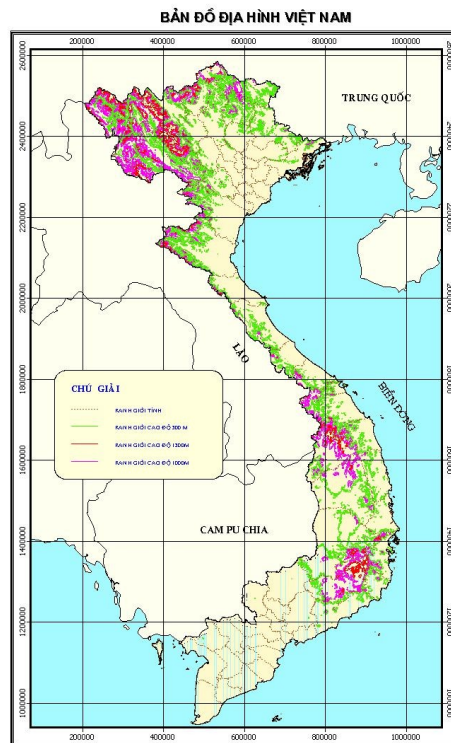 BẢN ĐỒ ĐỊA HÌNH VIỆT NAM
200000 400000 600000 800000 1000000
TRUNG QUỐC
2600000
2400000
2200000
2000000
1800000
1600000
1400000
1200000
1000000
LÀO
BIỂN ĐÔNG
CHÚ GIẢI
RANH GIỚI TỈNH
RANH GIỚI CAO ĐỘ 300 M
RANH GIỚI CAO ĐỘ 1300M
RANH GIỚI CAO ĐỘ 1000M
CAM PU CHIA
200000 400000 600000 800000 1000000